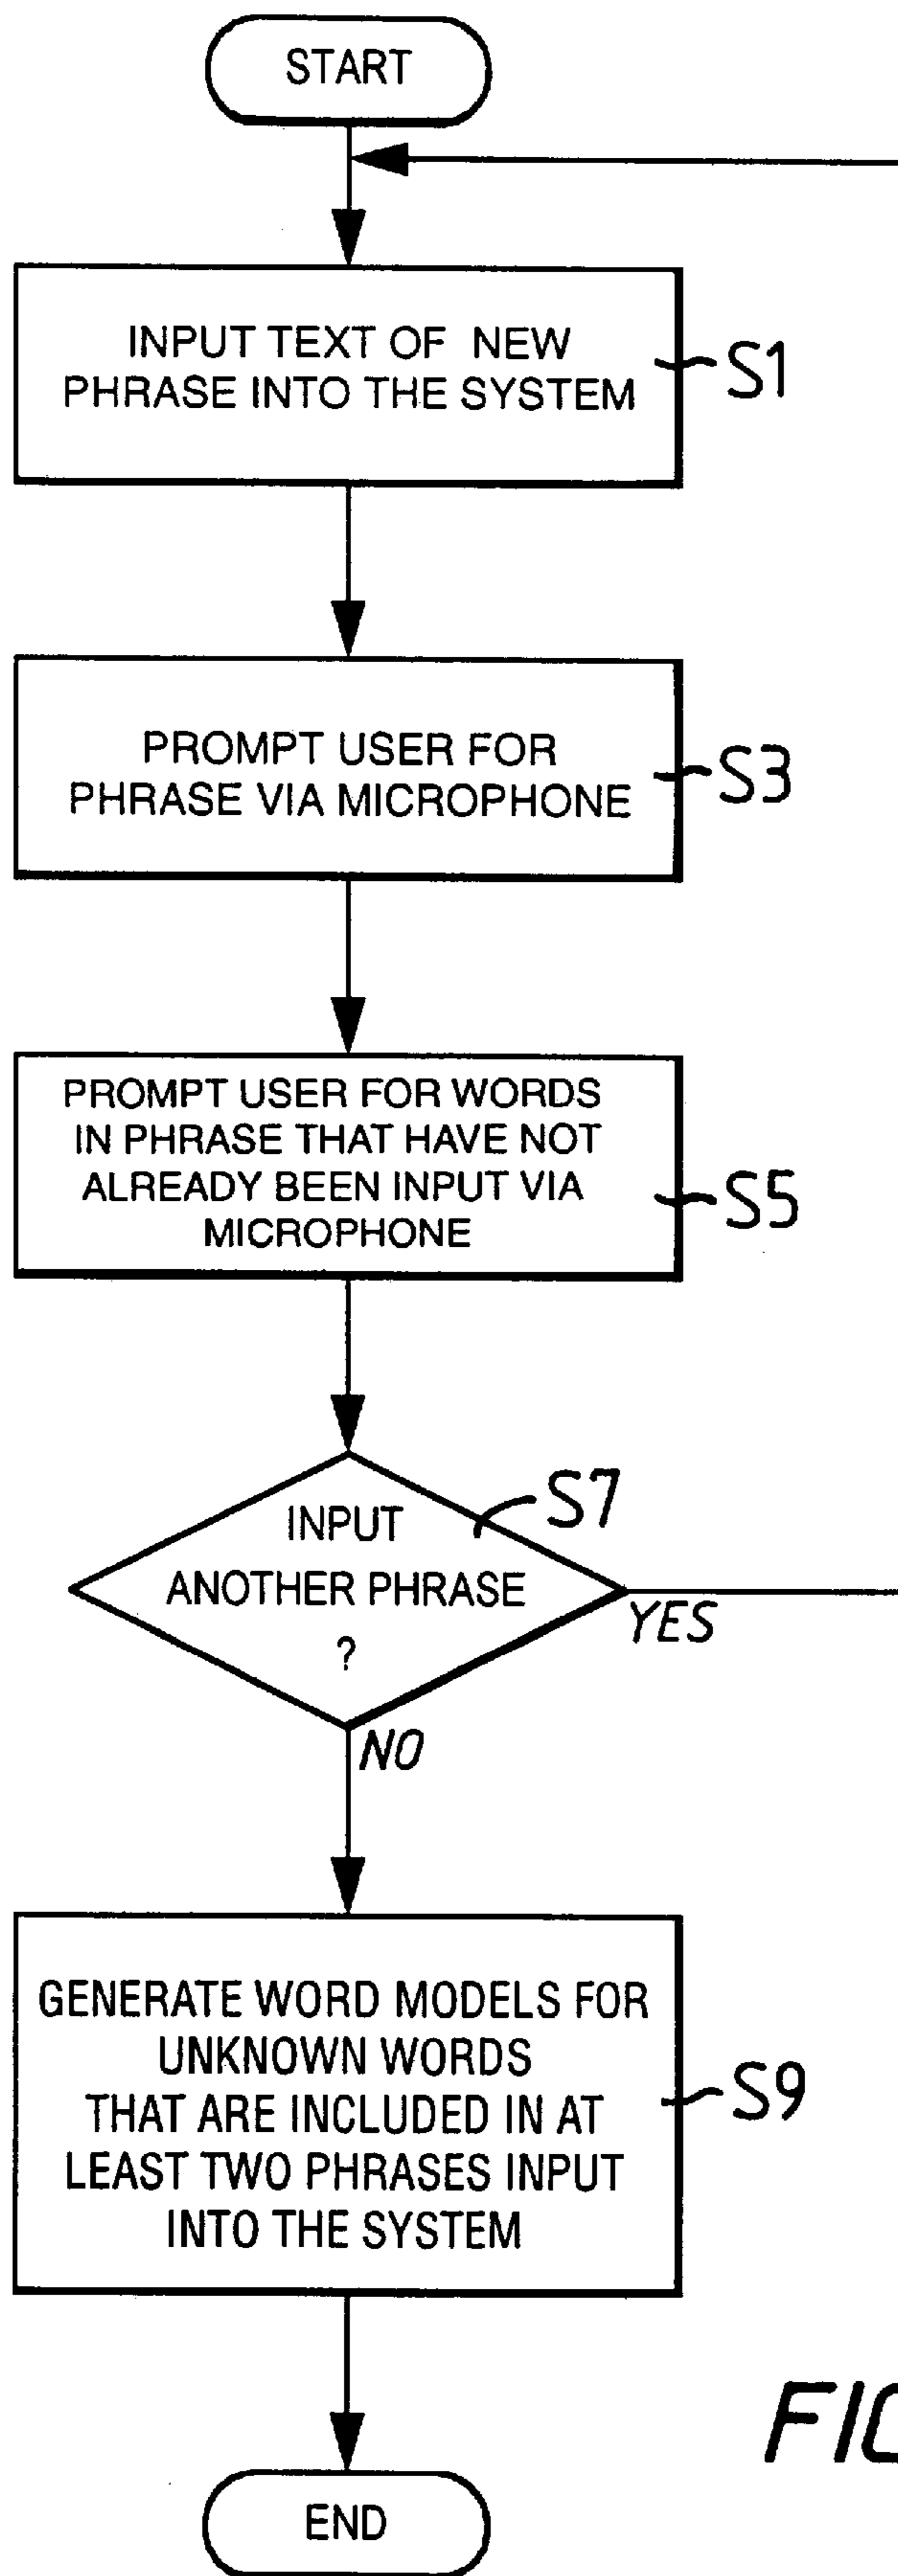 START
INPUT TEXT OF NEW
PHRASE INTO THE SYSTEM
S1
PROMPT USER FOR
PHRASE VIA MICROPHONE
S3
PROMPT USER FOR WORDS
IN PHRASE THAT HAVE NOT
ALREADY BEEN INPUT VIA
MICROPHONE
S5
INPUT
ANOTHER PHRASE
?
S7
YES
NO
GENERATE WORD MODELS FOR
UNKNOWN WORDS
THAT ARE INCLUDED IN AT
LEAST TWO PHRASES INPUT
INTO THE SYSTEM
S9
END